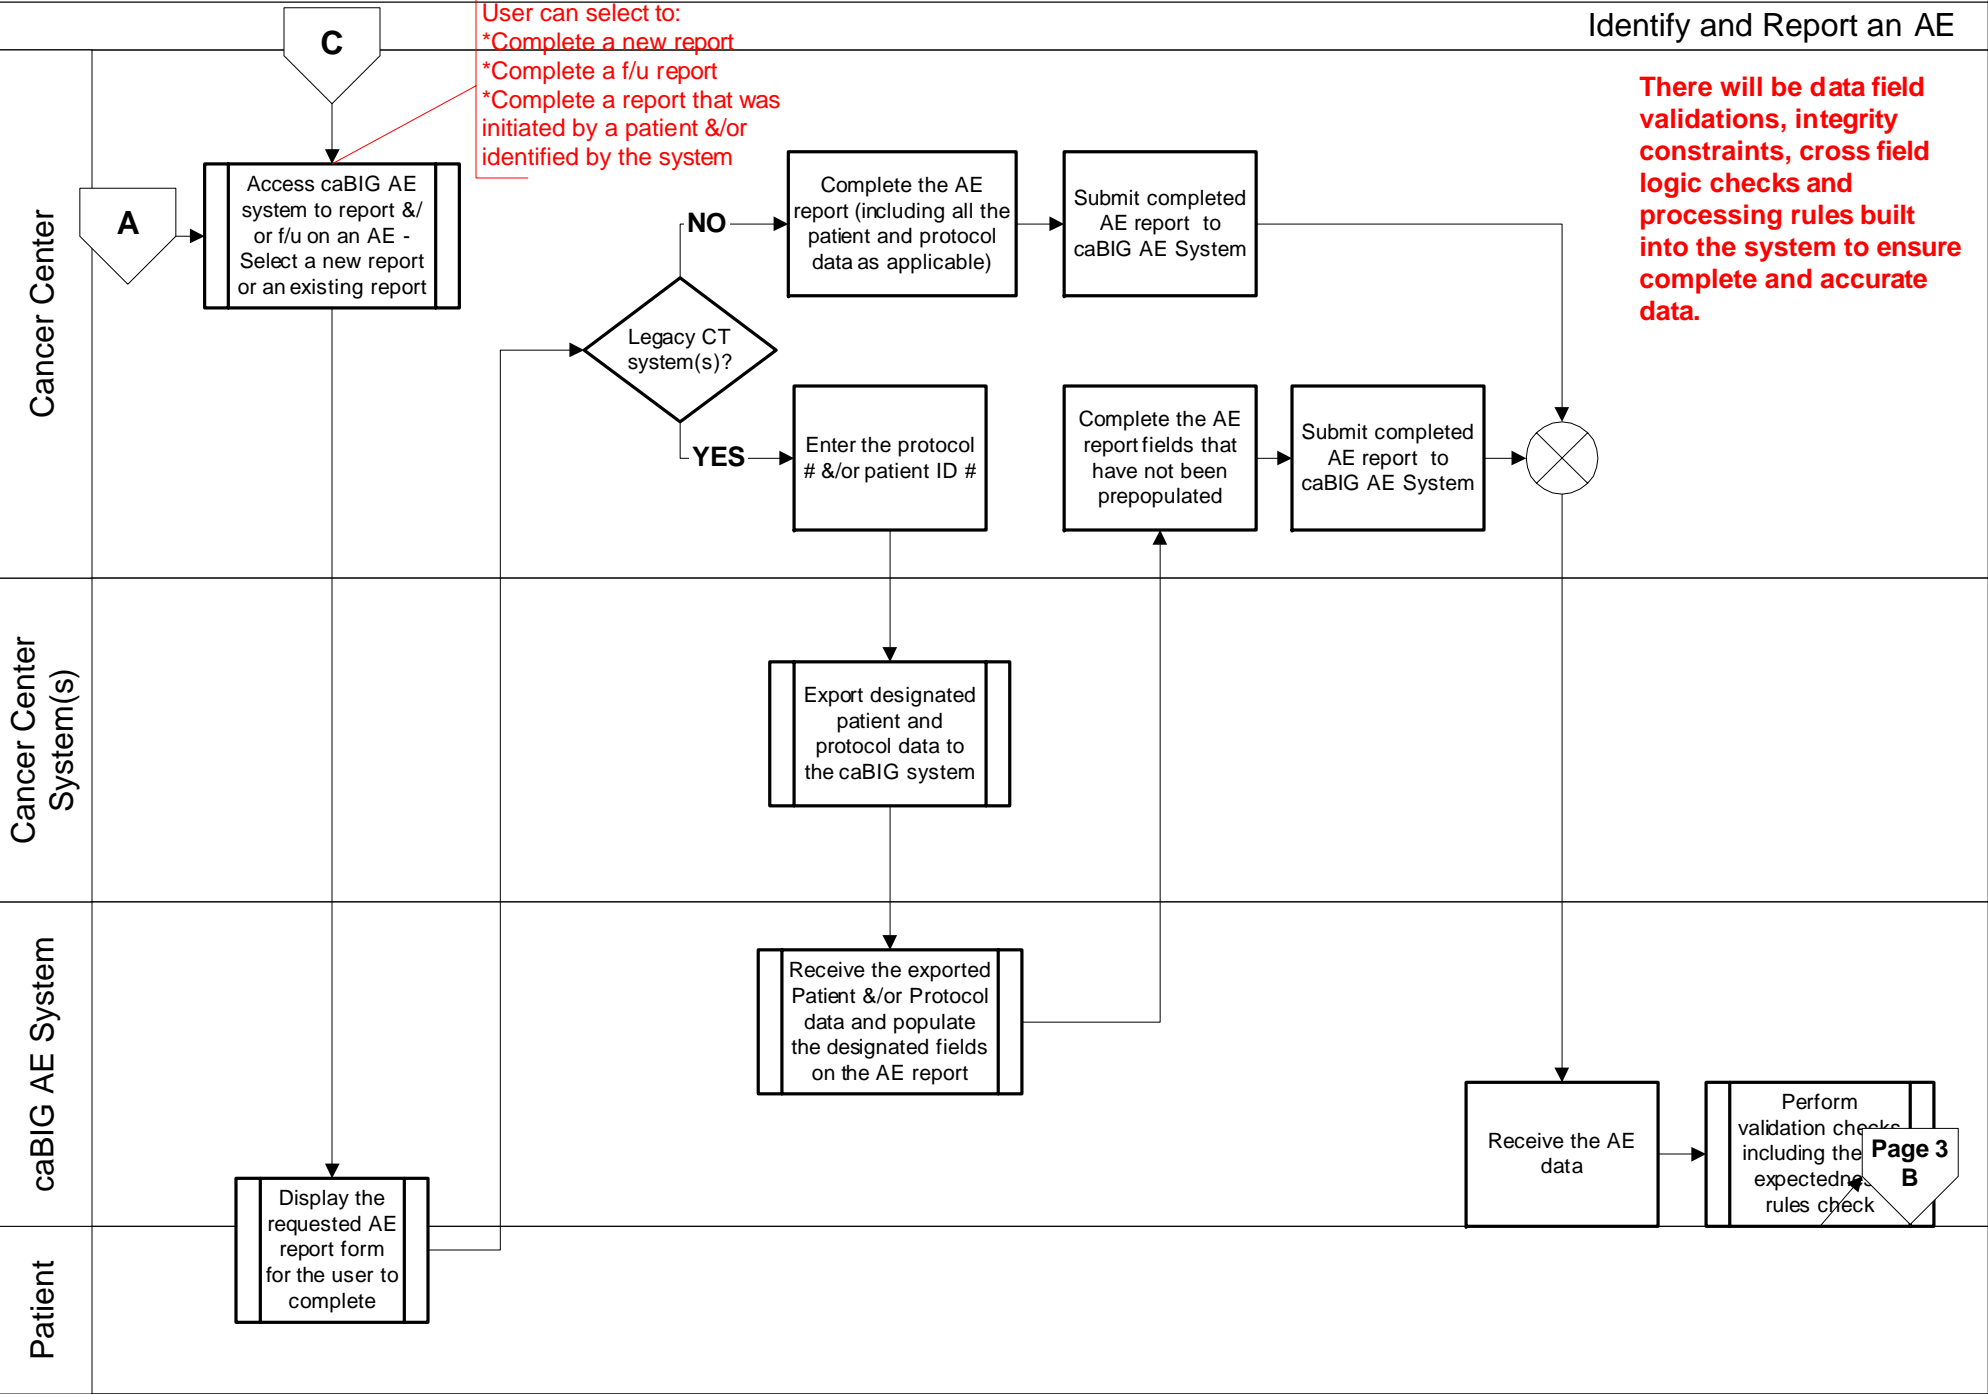 Identify and Report an AE
C
User can select to:
*Complete a new report
*Complete a f/u report
*Complete a report that was
initiated by a patient &/or
identified by the system
There will be data field
validations, integrity
constraints, cross field
logic checks and
processing rules built
into the system to ensure
complete and accurate
data.
Cancer Center
A
Access caBIG AE
system to report &/
or f/u on an AE -
Select a new report
or an existing report
NO
Complete the AE
report (including all the
patient and protocol
data as applicable)
Submit completed
AE report to
caBIG AE System
Legacy CT
system(s)?
YES
Enter the protocol
# &/or patient ID #
Complete the AE
report fields that
have not been
prepopulated
Submit completed
AE report to
caBIG AE System
Cancer Center
System(s)
Export designated
patient and
protocol data to
the caBIG system
caBIG AE System
Receive the exported
Patient &/or Protocol
data and populate
the designated fields
on the AE report
Receive the AE
data
Perform
validation checks
including the
rules check
Page 3
B
Display the
requested AE
report form
for the user to
complete
Patient